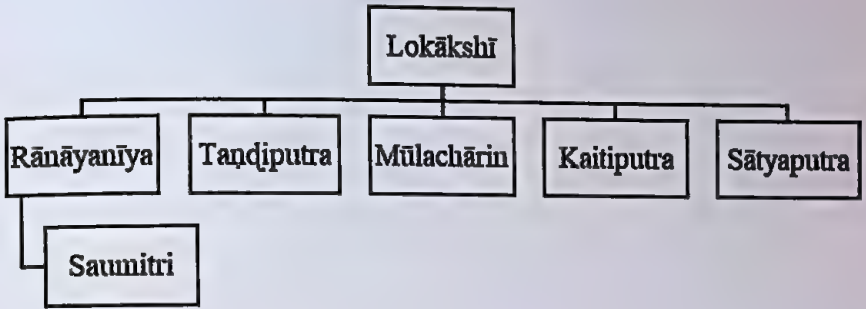 Lokākshī
Rānāyanīya
Taṇḍiputra
Mūlachārin
Kaitiputra
Sātyaputra
Saumitri